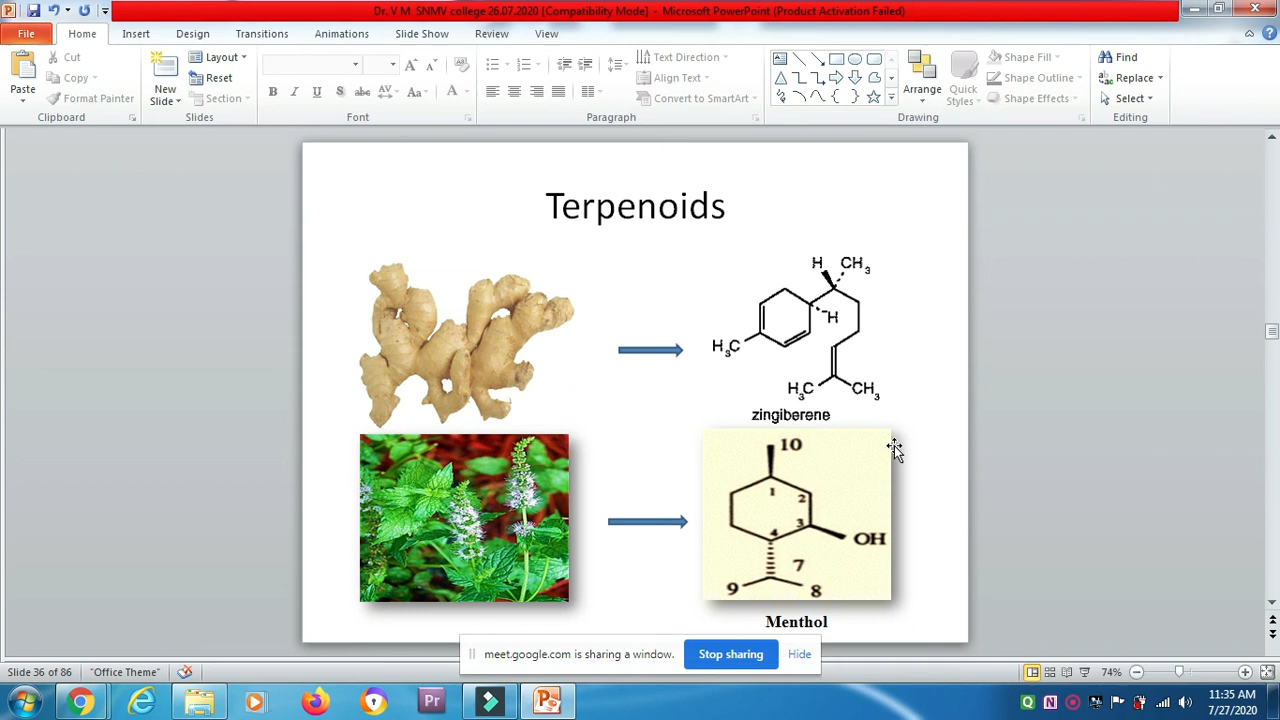 Dr. V M SNMV college 26.07.2020 [Compatibility Mode] - Microsoft PowerPoint (Product Activation Failed)
File Home Insert Design Transitions Animations Slide Show Review View
Paste
Cut
Copy
Format Painter
Clipboard
New Slide
Layout
Reset
Section
Slides
B I U S abc AV Aa A
Font
Text Direction
Align Text
Convert to SmartArt
Paragraph
Arrange
Quick Styles
Shape Fill
Shape Outline
Shape Effects
Drawing
Find
Replace
Select
Editing
Terpenoids
H CH3
H
H3C
H3C CH3
zingiberene
10
1
2
3
OH
4
7
9 8
Menthol
meet.google.com is sharing a window. Stop sharing Hide
Slide 36 of 86 "Office Theme" 74%
Pr
11:35 AM
7/27/2020